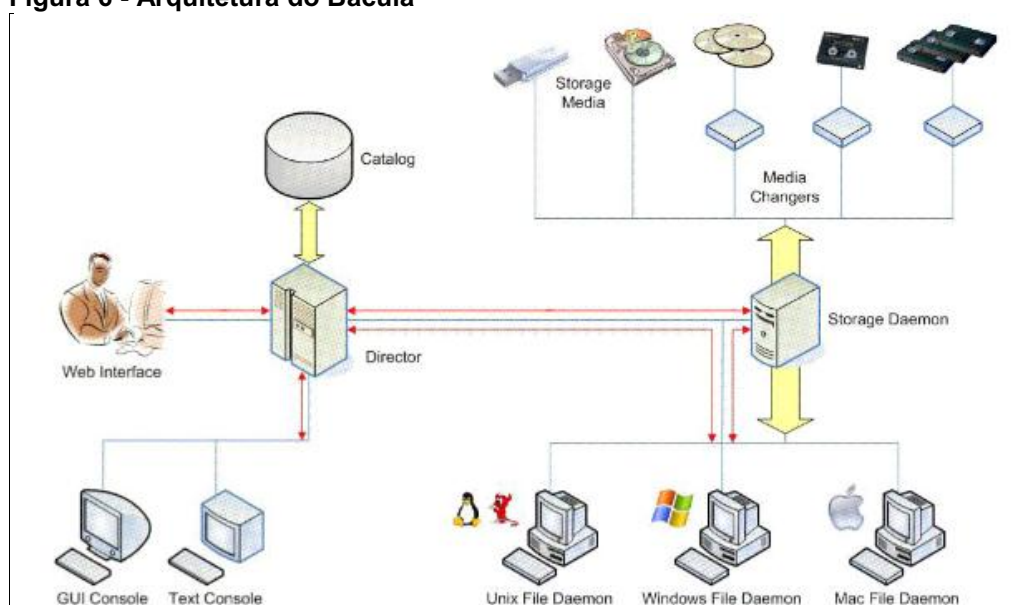 Figura 6 - Arquitetura do Bacula
Storage
Media
Catalog
Media
Changers
Web Interface
Director
Storage Daemon
GUI Console
Text Console
Unix File Daemon
Windows File Daemon
Mac File Daemon